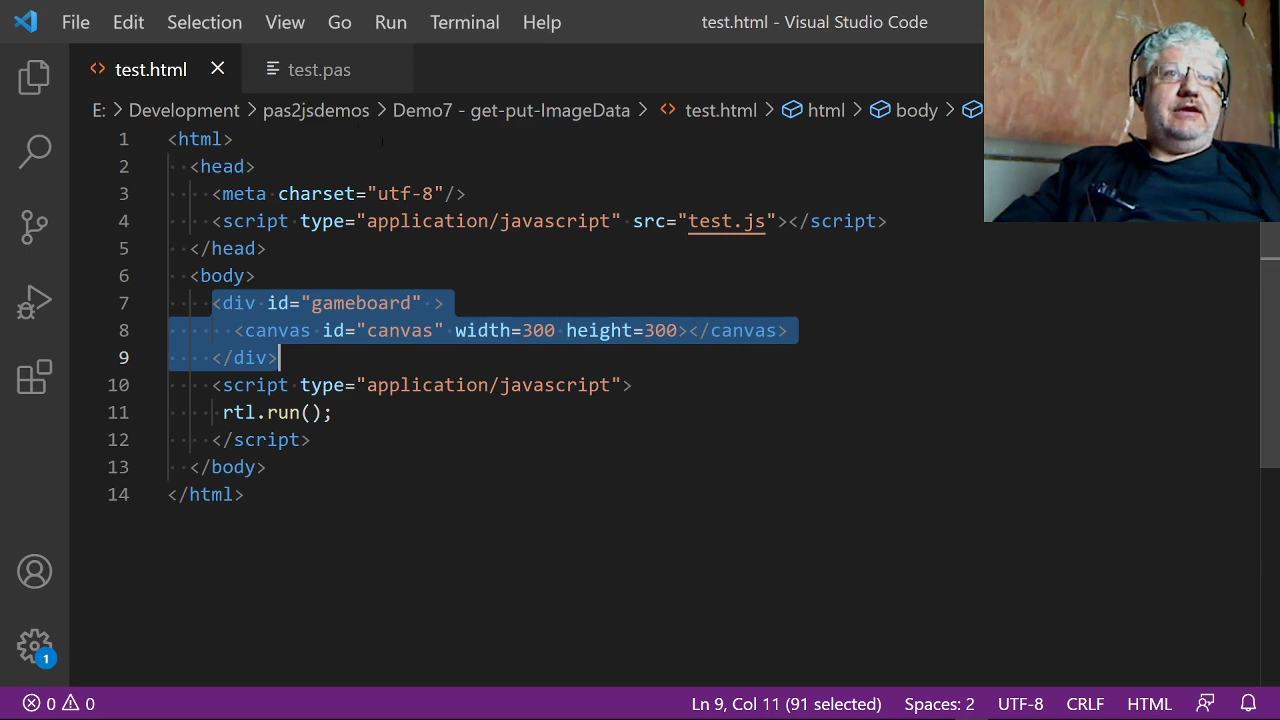 File Edit Selection View Go Run Terminal Help test.html - Visual Studio Code
test.html test.pas
E: > Development > pas2jsdemos > Demo7 - get-put-ImageData > test.html > html > body >
1 <html>
2 <head>
3 <meta charset="utf-8"/>
4 <script type="application/javascript" src="test.js"></script>
5 </head>
6 <body>
7 <div id="gameboard" >
8 <canvas id="canvas" width=300 height=300></canvas>
9 </div>
10 <script type="application/javascript">
11 rtl.run();
12 </script>
13 </body>
14 </html>
1
0 0 Ln 9, Col 11 (91 selected) Spaces: 2 UTF-8 CRLF HTML